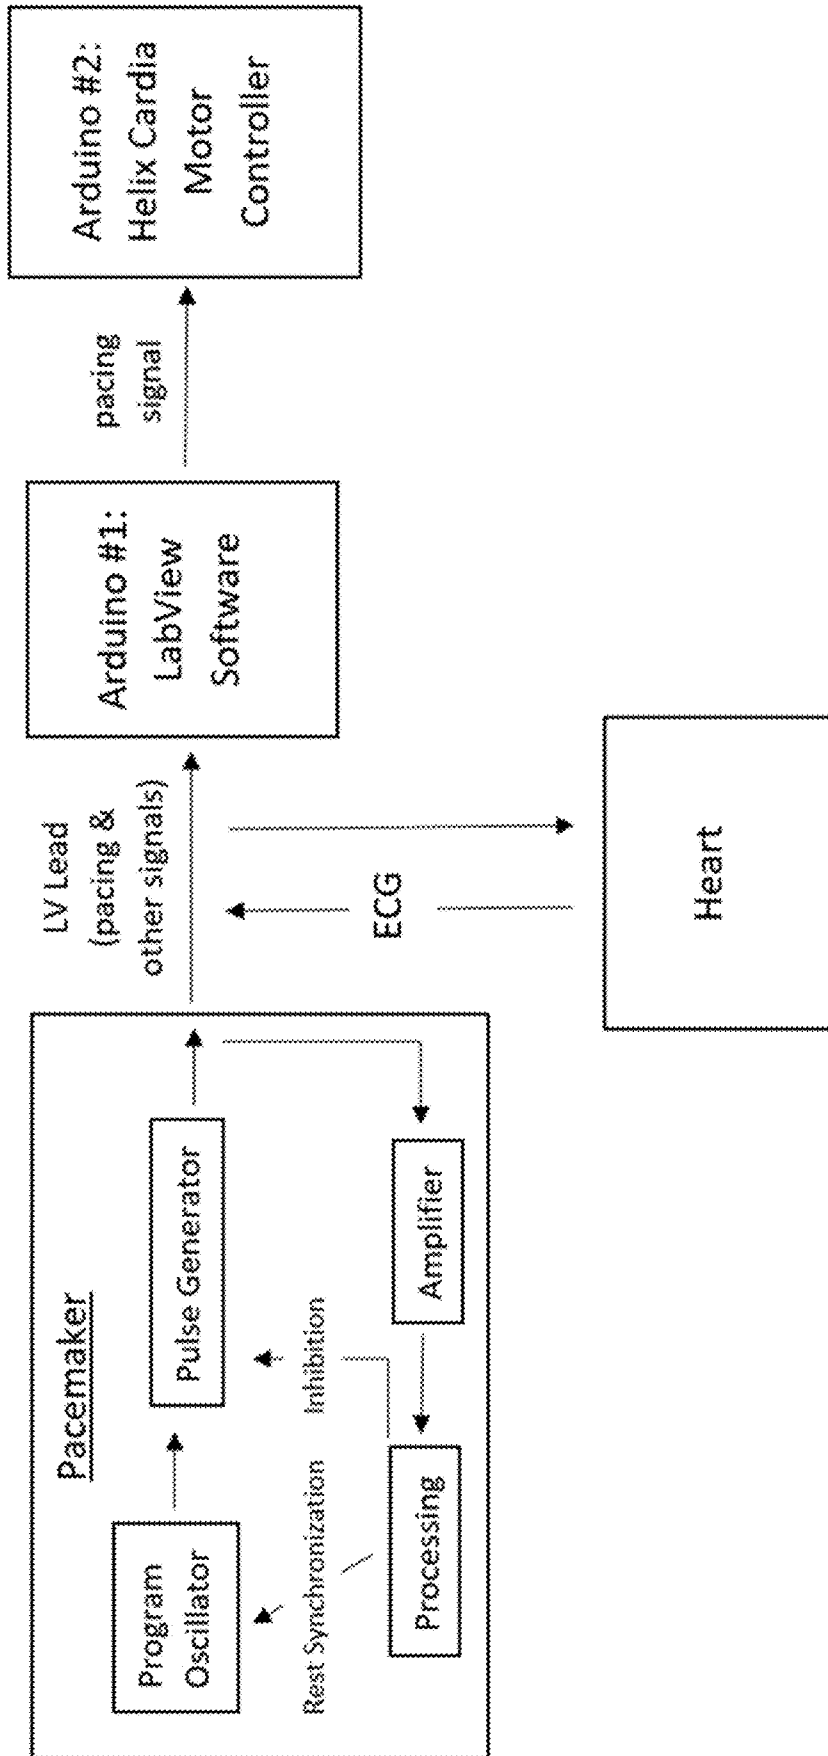 Pacemaker
Program
Oscillator
Pulse Generator
Rest Synchronization
Inhibition
Processing
Amplifier
LV Lead
(pacing &
other signals)
ECG
Heart
Arduino #1:
LabView
Software
pacing
signal
Arduino #2:
Helix Cardia
Motor
Controller